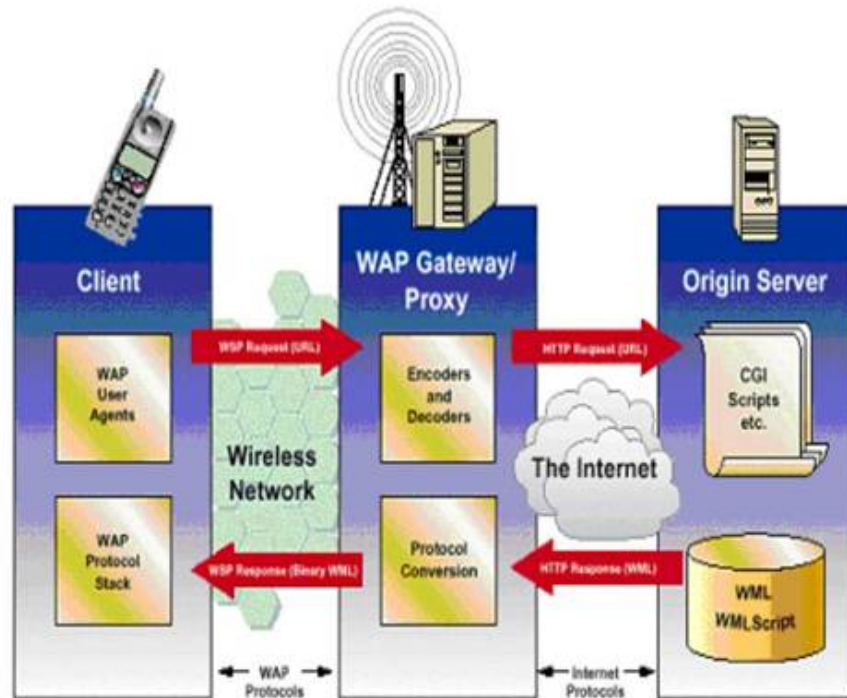 Client
WAP Gateway/
Proxy
Origin Server
WSP Request (URL)
HTTP Request (URL)
WAP
User
Agents
Encoders
and
Decoders
CGI
Scripts
etc.
Wireless
Network
The Internet
WAP
Protocol
Stack
WSP Response (Binary WML)
Protocol
Conversion
HTTP Response (WML)
WML
WMLScript
WAP
Protocols
Internet
Protocols